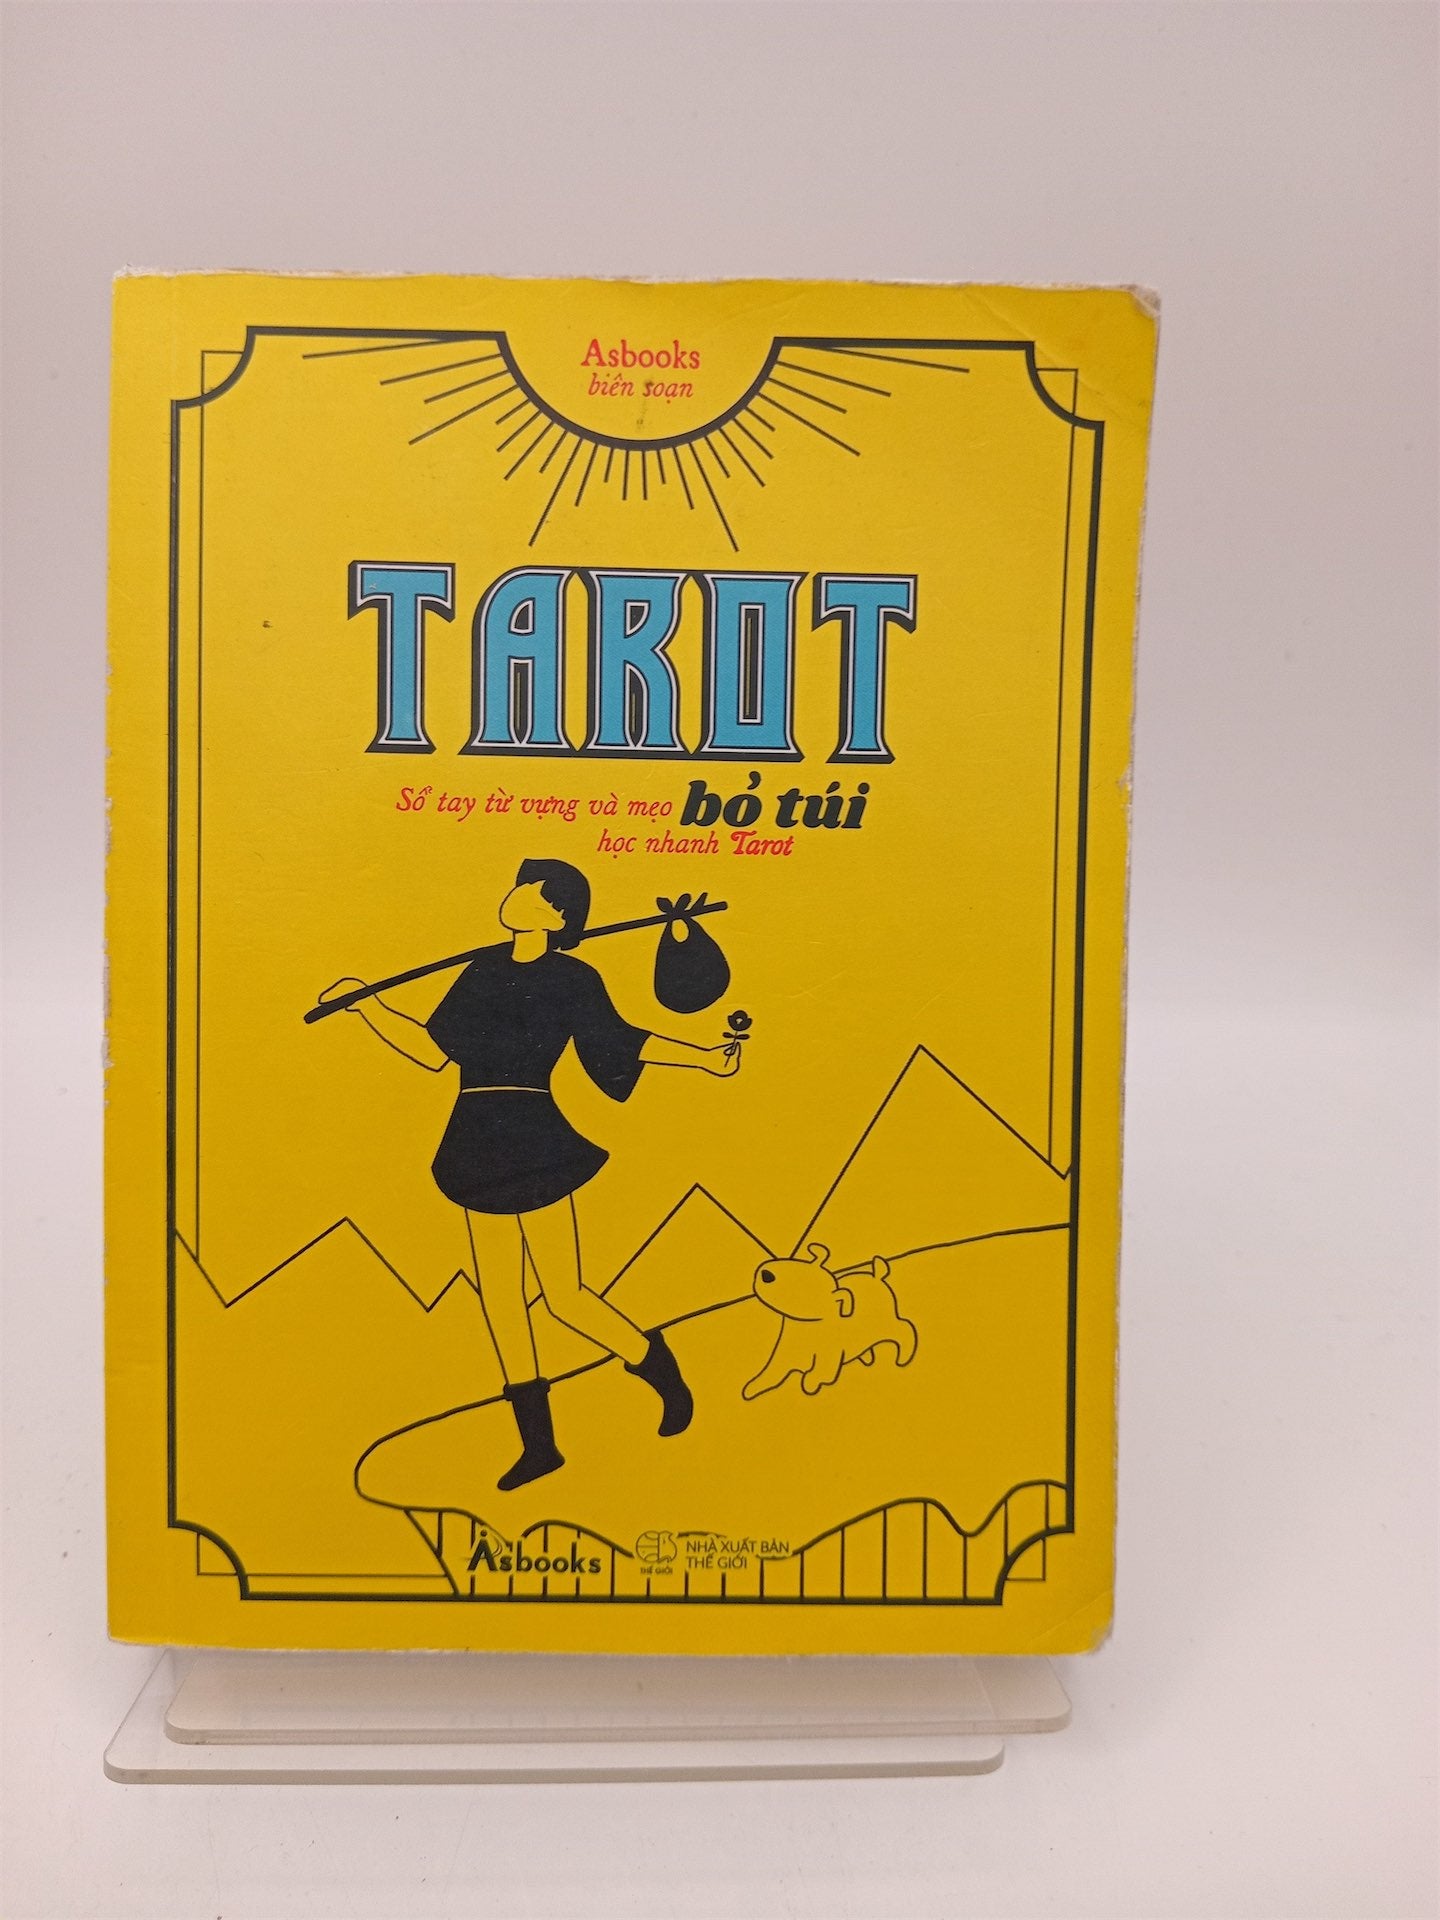 Asbooks
biên soạn
TAROT
Sổ tay từ vựng và mẹo bỏ túi
học nhanh Tarot
Asbooks
THẾ GIỚI
NHÀ XUẤT BẢN
THẾ GIỚI